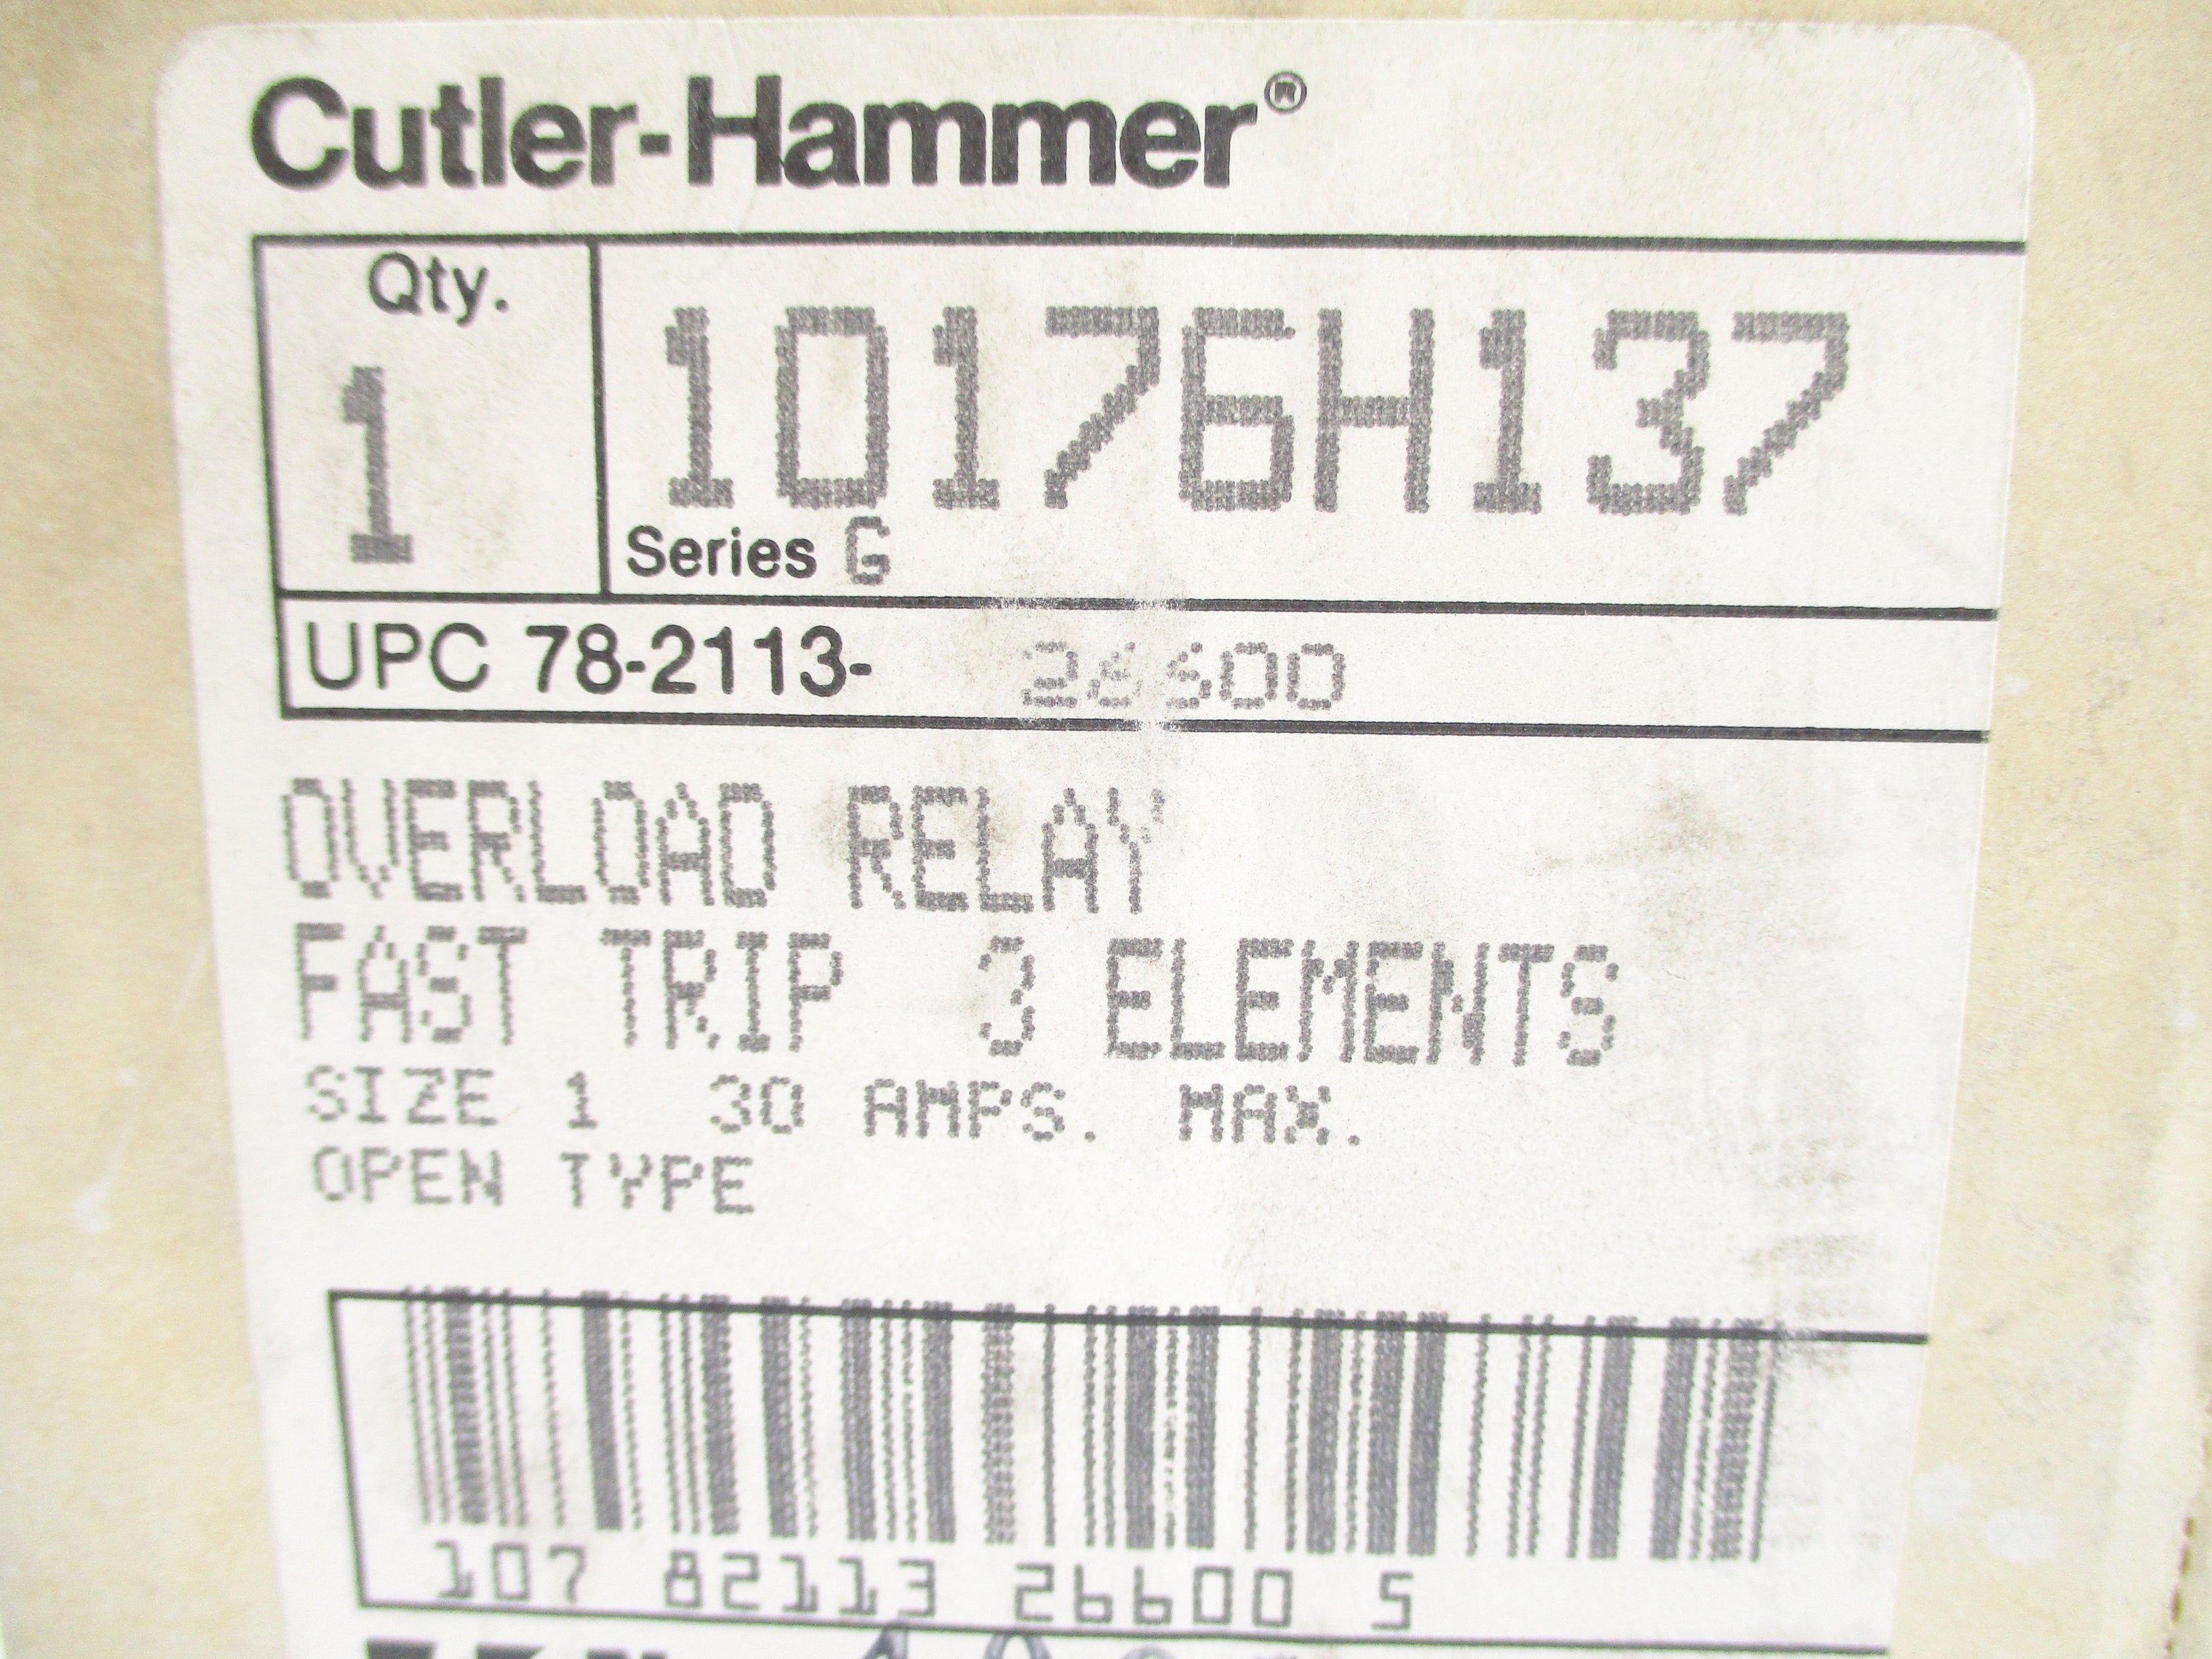 Cutler-Hammer®
Qty.
1
10176H137
Series G
UPC 78-2113- 26600
OVERLOAD RELAY
FAST TRIP 3 ELEMENTS
SIZE 1 30 AMPS. MAX.
OPEN TYPE
107 82113 26600 5